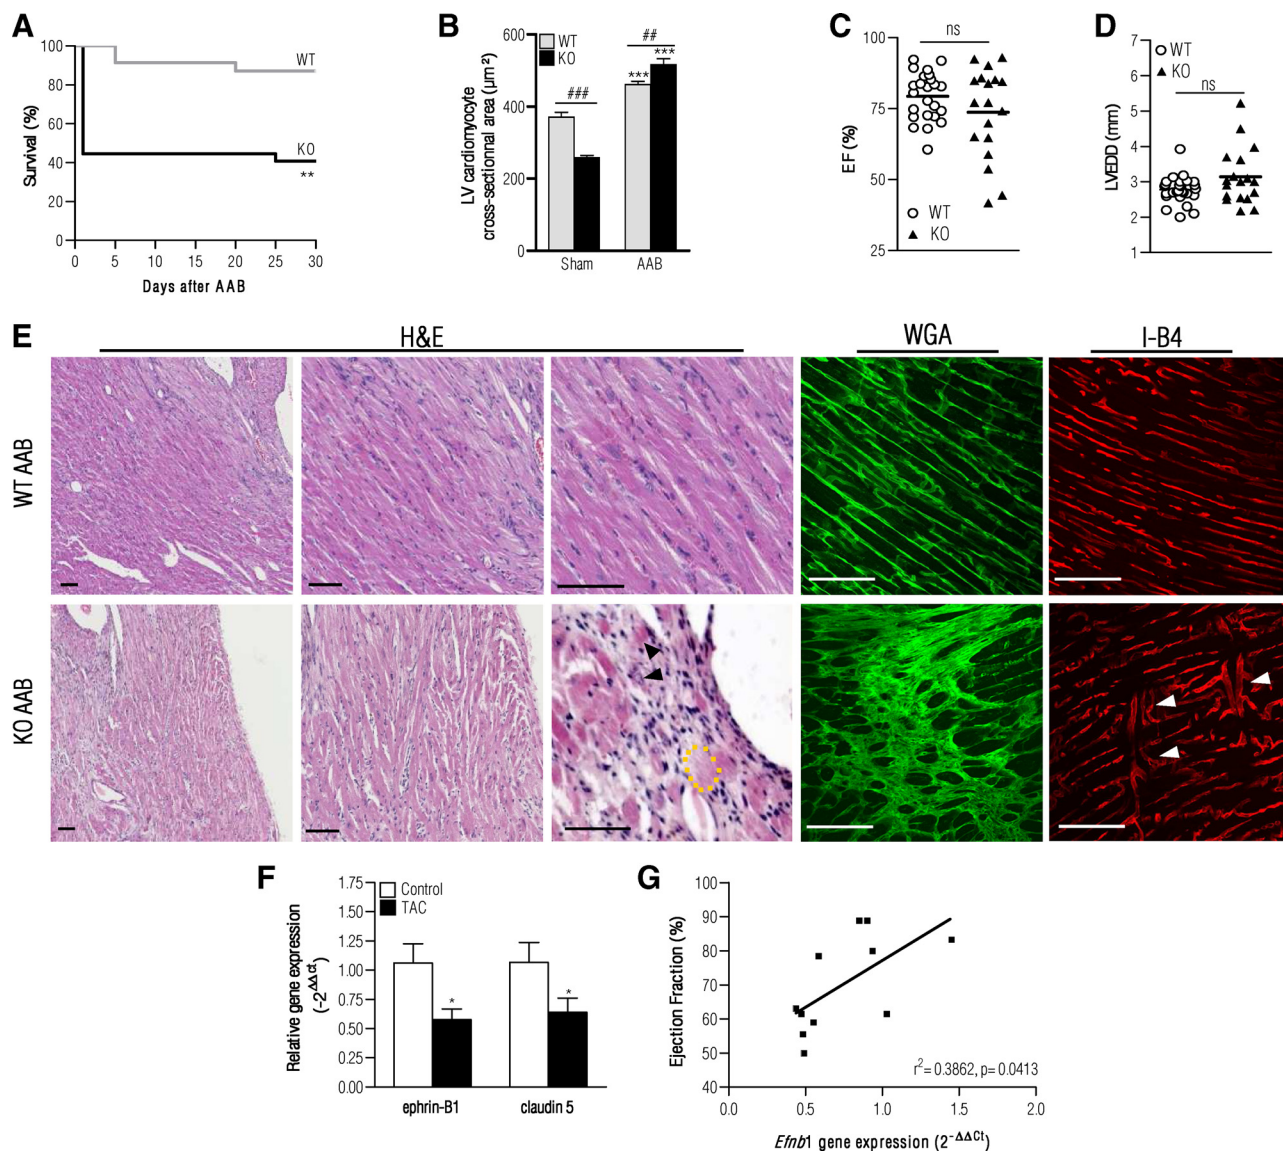 A
Survival (%)
100
80
60
40
20
0
WT
KO
**
0 5 10 15 20 25 30
Days after AAB
B
LV cardiomyocyte
cross-sectionnal area (µm²)
600
400
200
0
WT
KO
###
##
***
***
Sham AAB
C
EF (%)
100
75
50
25
ns
WT
KO
D
LVEDD (mm)
7
6
5
4
3
2
1
WT
KO
ns
E
H&E WGA I-B4
WT AAB
KO AAB
F
Relative gene expression
(-2^ΔΔCt)
1.75
1.50
1.25
1.00
0.75
0.50
0.25
0.00
Control
TAC
*
*
ephrin-B1 claudin 5
G
Ejection Fraction (%)
100
90
80
70
60
50
40
r²= 0.3862, p= 0.0413
0.0 0.5 1.0 1.5 2.0
Efnb1 gene expression (2^-ΔΔCt)